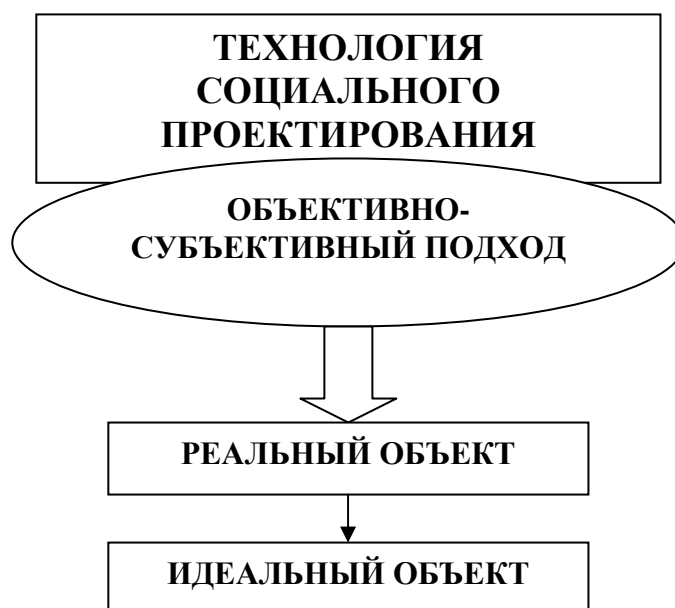 ТЕХНОЛОГИЯ
СОЦИАЛЬНОГО
ПРОЕКТИРОВАНИЯ
ОБЪЕКТИВНО-
СУБЪЕКТИВНЫЙ ПОДХОД
РЕАЛЬНЫЙ ОБЪЕКТ
ИДЕАЛЬНЫЙ ОБЪЕКТ